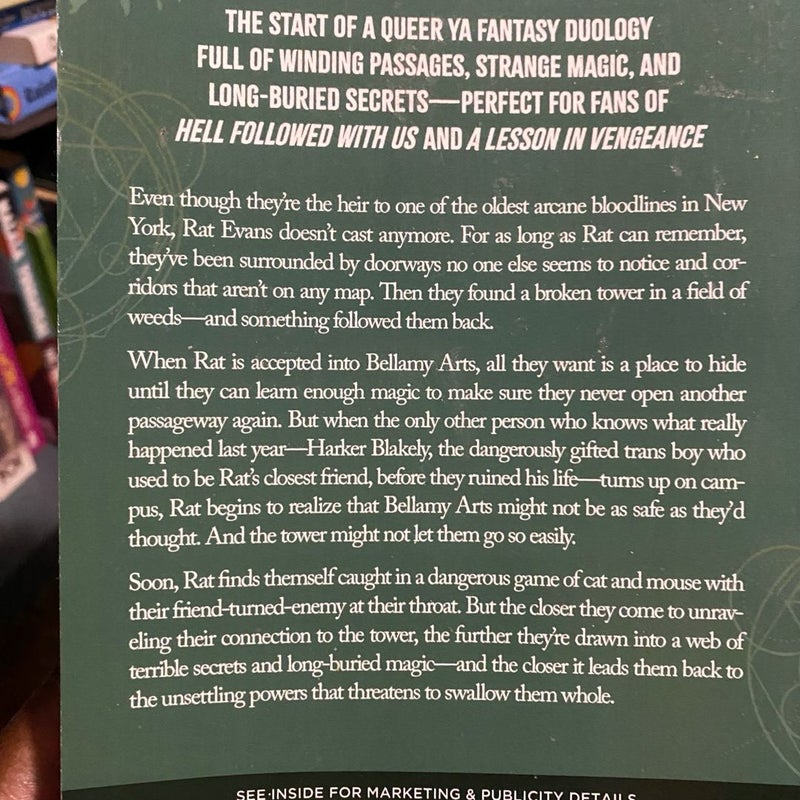 THE START OF A QUEER YA FANTASY DUOLOGY
FULL OF WINDING PASSAGES, STRANGE MAGIC, AND
LONG-BURIED SECRETS—PERFECT FOR FANS OF
HELL FOLLOWED WITH US AND A LESSON IN VENGEANCE
Even though they're the heir to one of the oldest arcane bloodlines in New
York, Rat Evans doesn't cast anymore. For as long as Rat can remember,
they've been surrounded by doorways no one else seems to notice and cor-
ridors that aren't on any map. Then they found a broken tower in a field of
weeds—and something followed them back.
When Rat is accepted into Bellamy Arts, all they want is a place to hide
until they can learn enough magic to make sure they never open another
passageway again. But when the only other person who knows what really
happened last year—Harker Blakely, the dangerously gifted trans boy who
used to be Rat's closest friend, before they ruined his life—turns up on cam-
pus, Rat begins to realize that Bellamy Arts might not be as safe as they'd
thought. And the tower might not let them go so easily.
Soon, Rat finds themself caught in a dangerous game of cat and mouse with
their friend-turned-enemy at their throat. But the closer they come to unrav-
eling their connection to the tower, the further they're drawn into a web of
terrible secrets and long-buried magic—and the closer it leads them back to
the unsettling powers that threatens to swallow them whole.
SEE INSIDE FOR MARKETING & PUBLICITY DETAILS